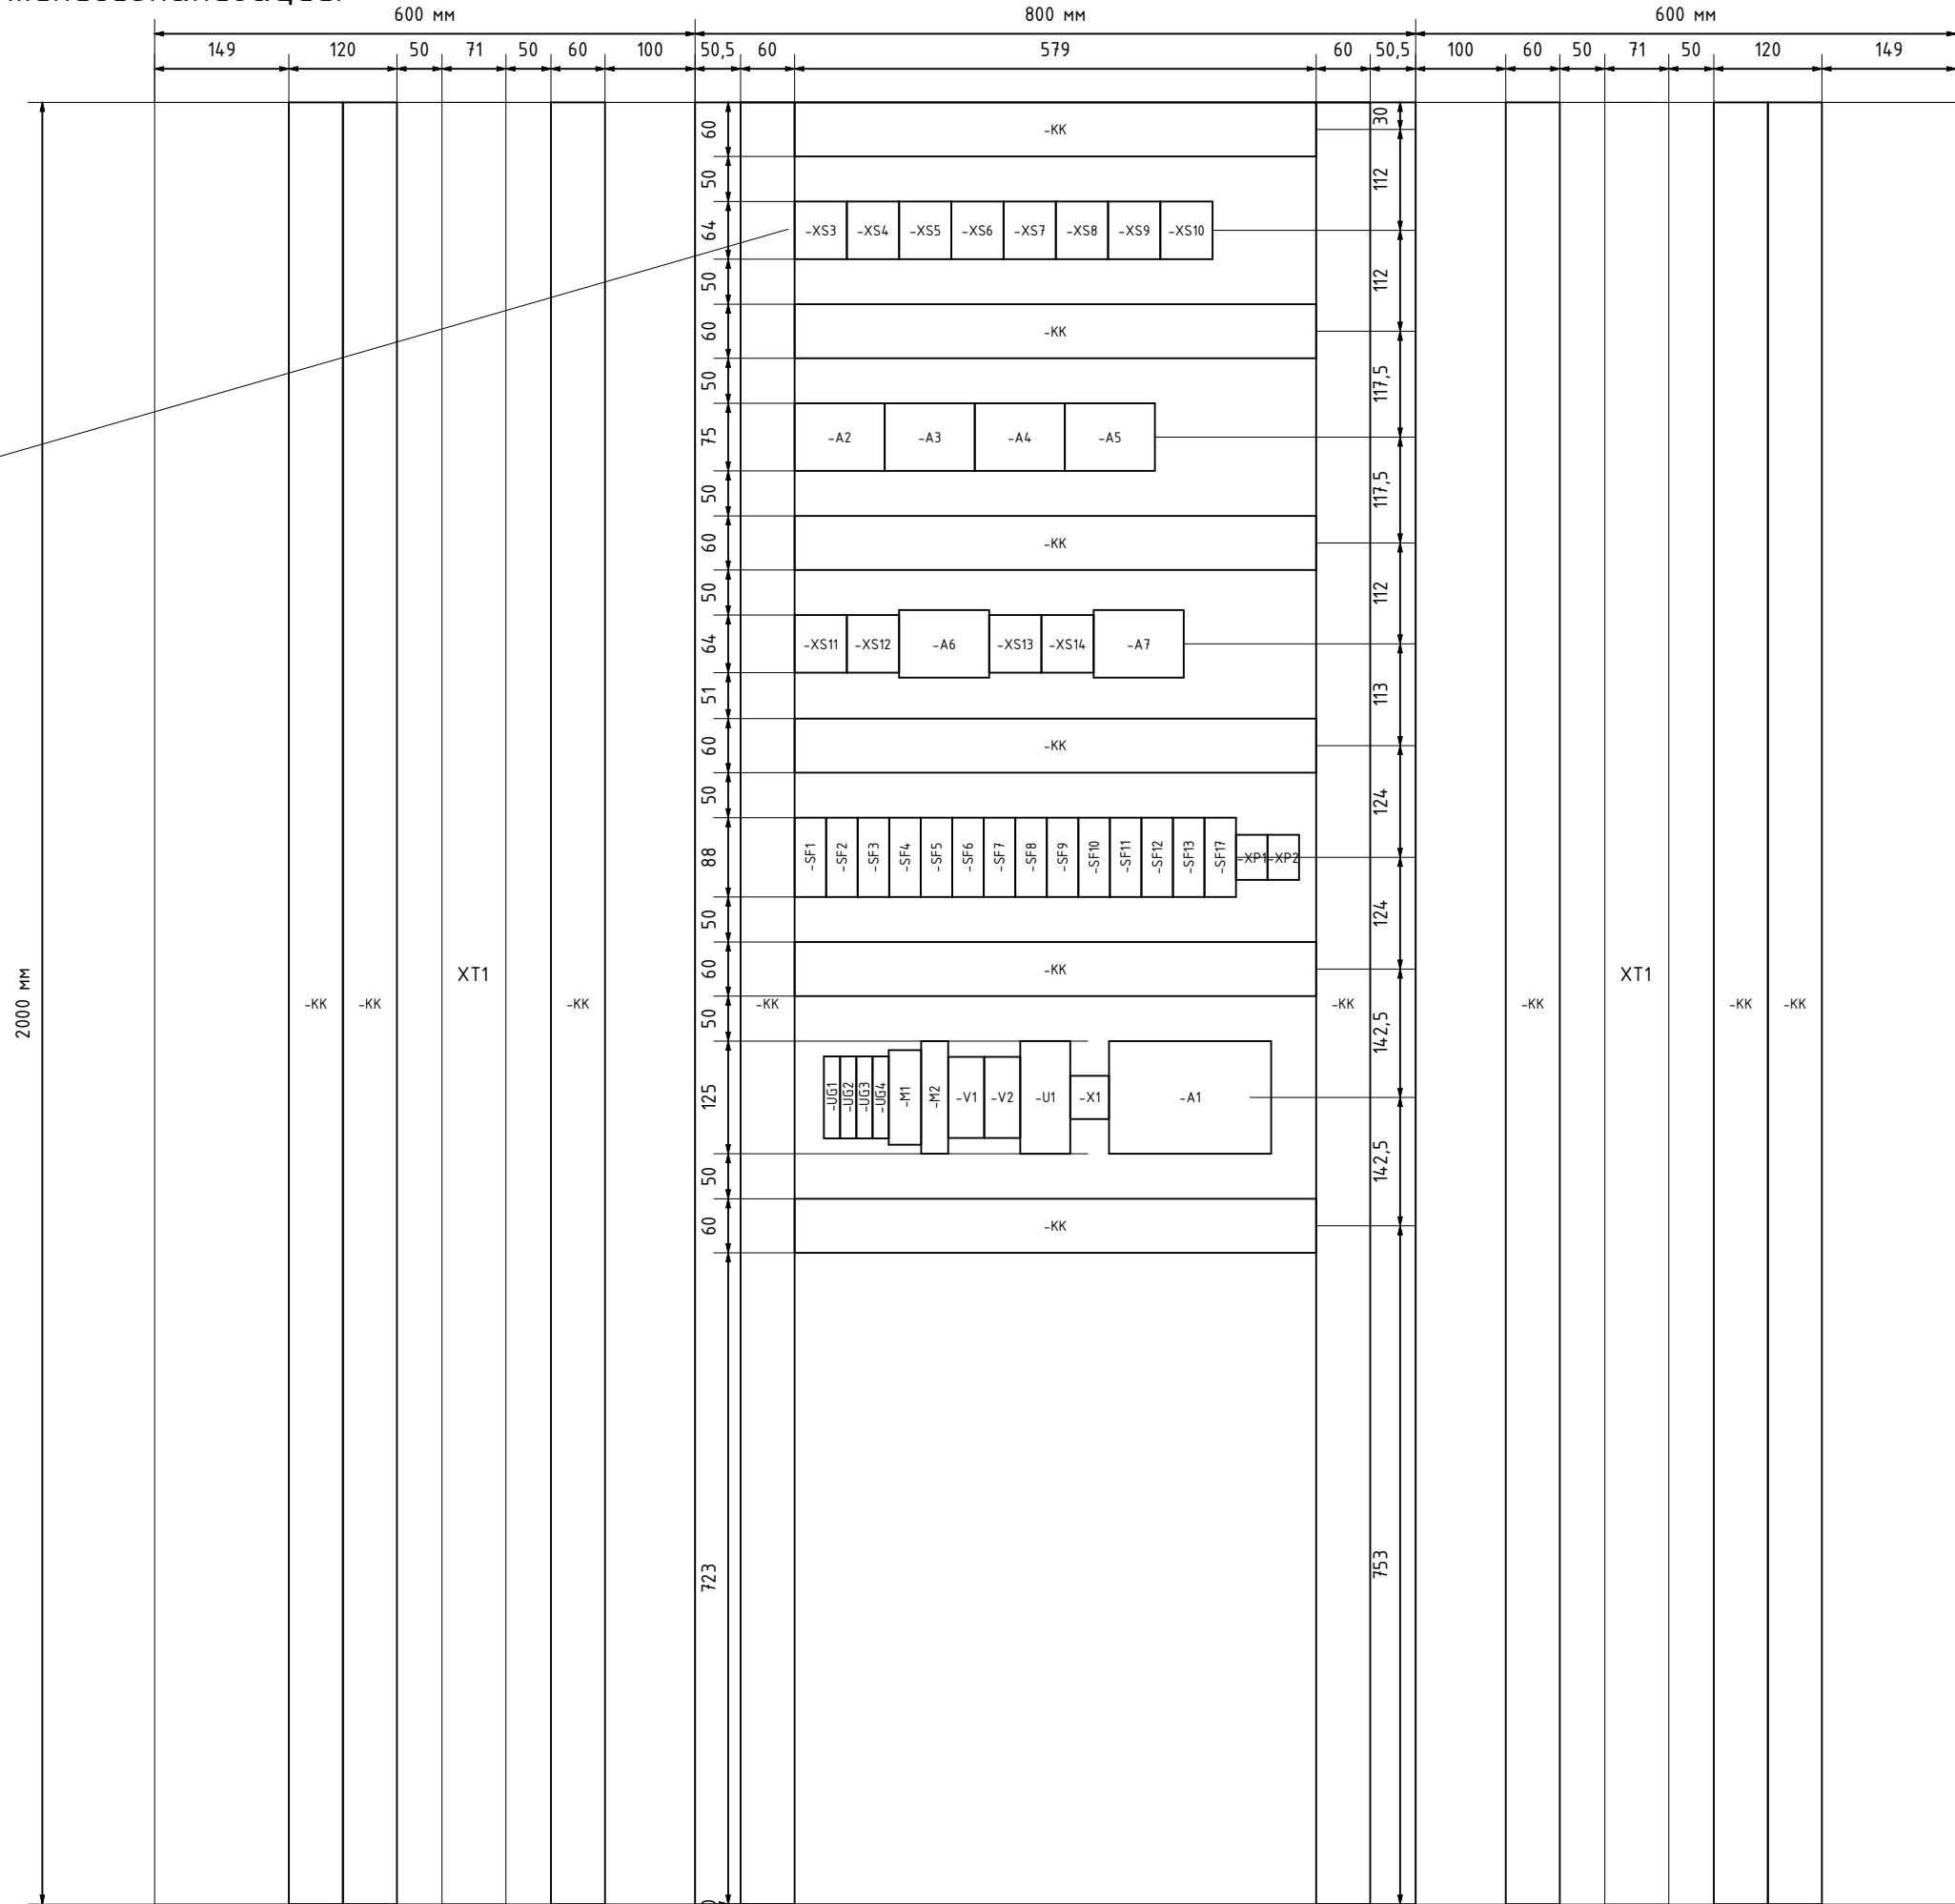 600 мм 800 мм 600 мм
149 120 50 71 50 60 100 50,5 60 579 60 50,5 100 60 50 71 50 120 149
60 -KK 30
50 112
64 -XS3 -XS4 -XS5 -XS6 -XS7 -XS8 -XS9 -XS10
50 112
60 -KK
50 117,5
75 -A2 -A3 -A4 -A5
50 117,5
60 -KK
50 112
64 -XS11 -XS12 -A6 -XS13 -XS14 -A7
51 113
60 -KK
50 124
88 -SF1 -SF2 -SF3 -SF4 -SF5 -SF6 -SF7 -SF8 -SF9 -SF10 -SF11 -SF12 -SF13 -SF17 -XP1 -XP2
50 124
60 -KK
XT1 XT1
2000 мм -KK -KK -KK -KK -KK -KK -KK -KK
50 142,5
125 -UG1 -UG2 -UG3 -UG4 -M1 -M2 -V1 -V2 -U1 -X1 -A1
50 142,5
60 -KK
723 753